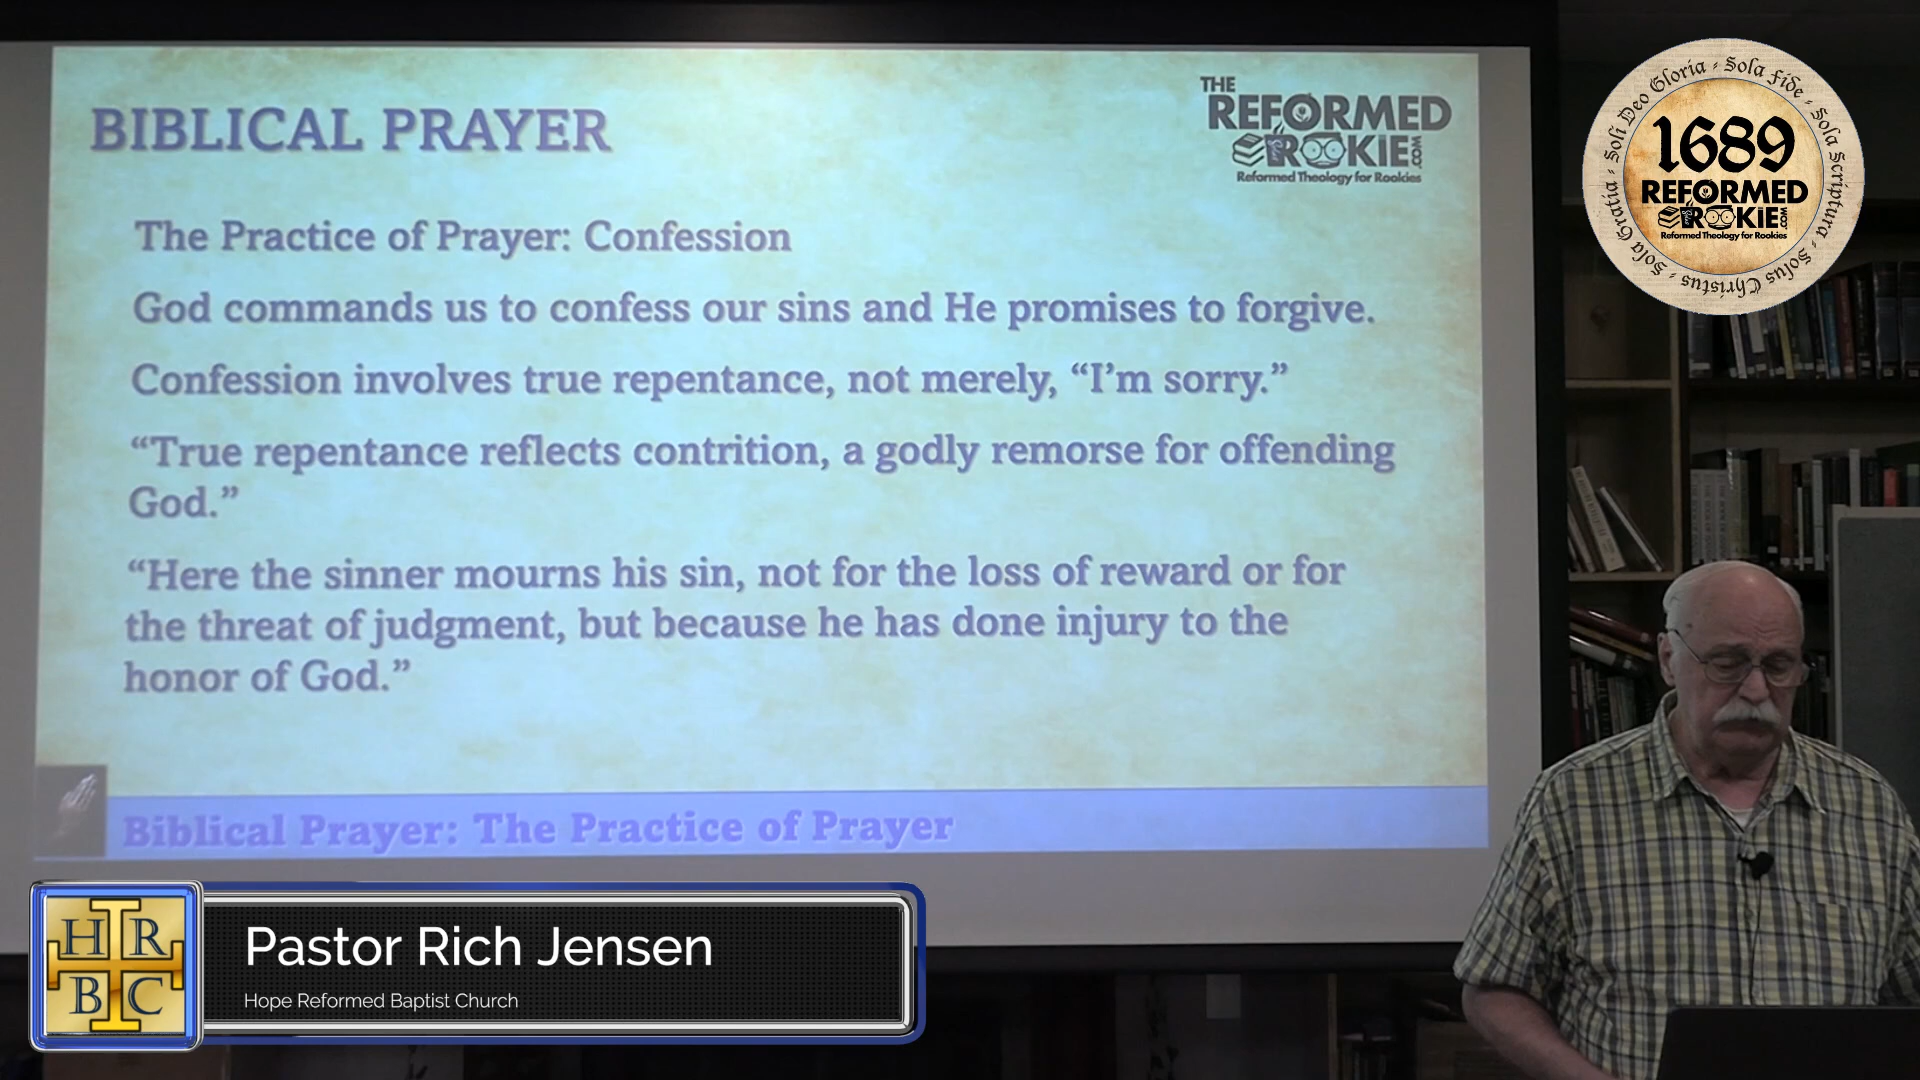 BIBLICAL PRAYER
THE
REFORMED
ROOKIE
.COM
Reformed Theology for Rookies
The Practice of Prayer: Confession
God commands us to confess our sins and He promises to forgive.
Confession involves true repentance, not merely, “I’m sorry.”
“True repentance reflects contrition, a godly remorse for offending
God.”
“Here the sinner mourns his sin, not for the loss of reward or for
the threat of judgment, but because he has done injury to the
honor of God.”
Biblical Prayer: The Practice of Prayer
Sola Gratia - Soli Deo Gloria - Sola Fide - Sola Scriptura - Solus Christus -
1689
REFORMED
ROOKIE
.COM
Reformed Theology for Rookies
H R
B C
Pastor Rich Jensen
Hope Reformed Baptist Church